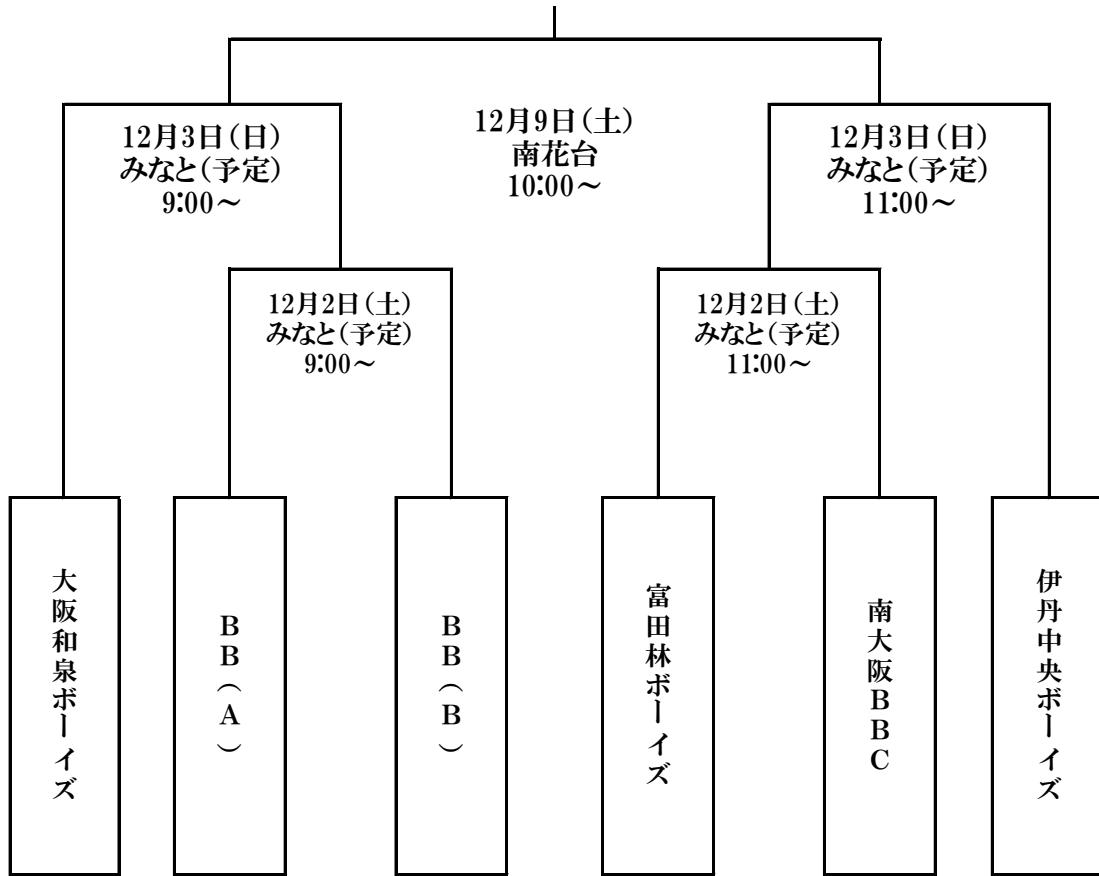 12月3日(日)
みなと(予定)
9:00～
12月9日(土)
南花台
10:00～
12月3日(日)
みなと(予定)
11:00～
12月2日(土)
みなと(予定)
9:00～
12月2日(土)
みなと(予定)
11:00～
大阪和泉ボーイズ
BB(A)
BB(B)
富田林ボーイズ
南大阪BBC
伊丹中央ボーイズ